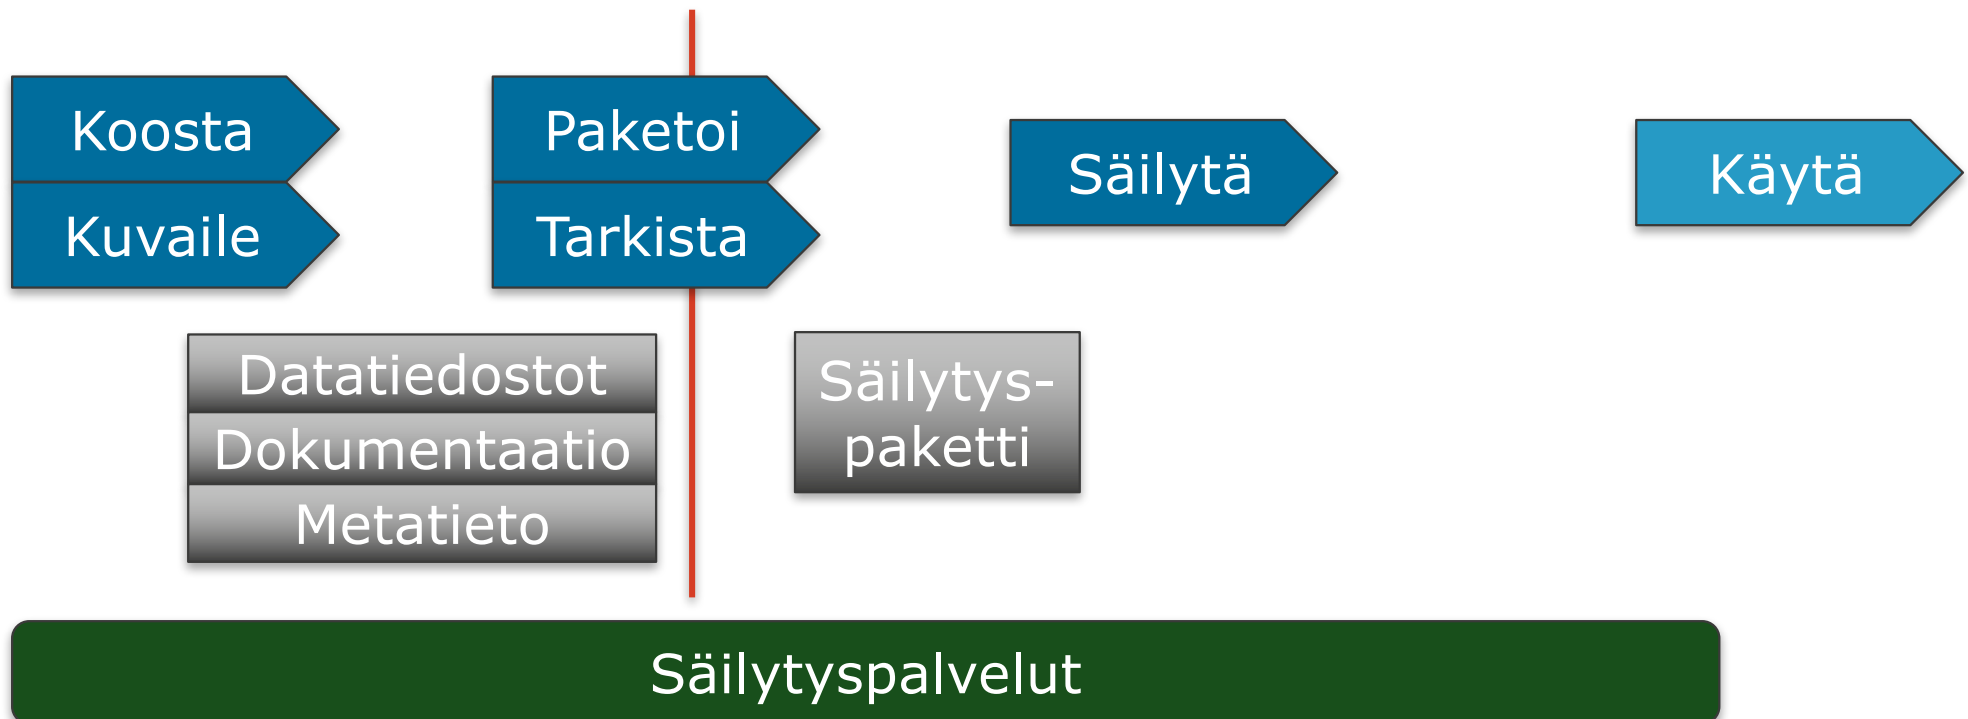 Koosta
Kuvaile
Paketoi
Tarkista
Säilytä
Käytä
Datatiedostot
Dokumentaatio
Metatieto
Säilytys-
paketti
Säilytyspalvelut